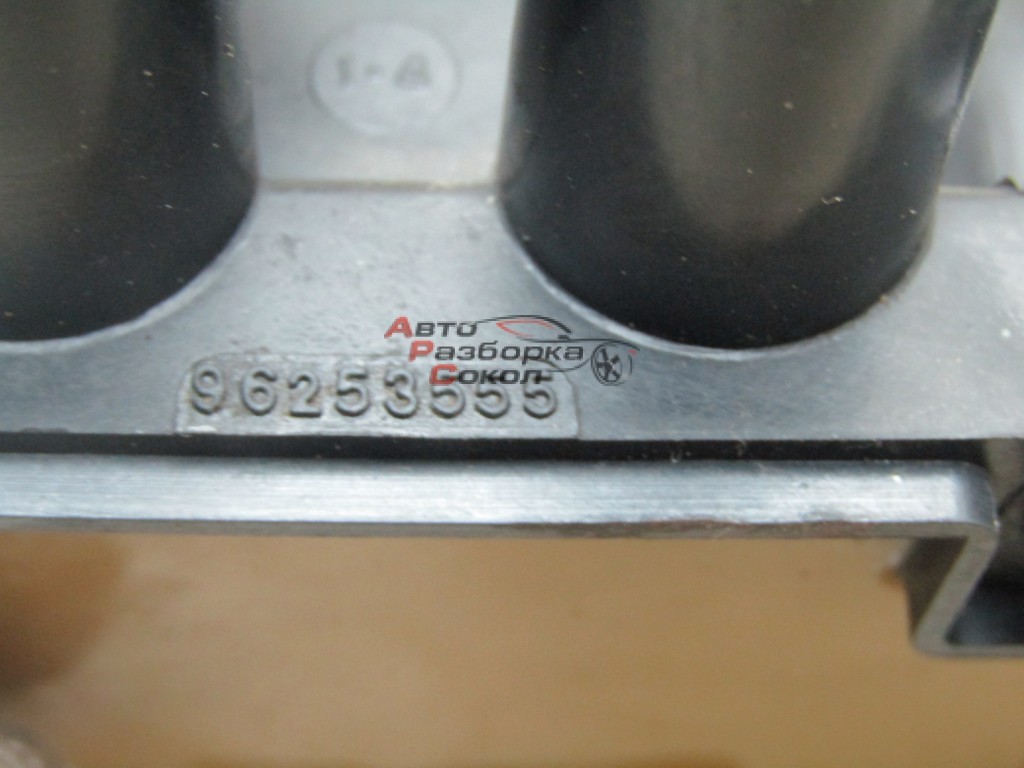 1-A
Авто
Разборка
Сокол
96253555